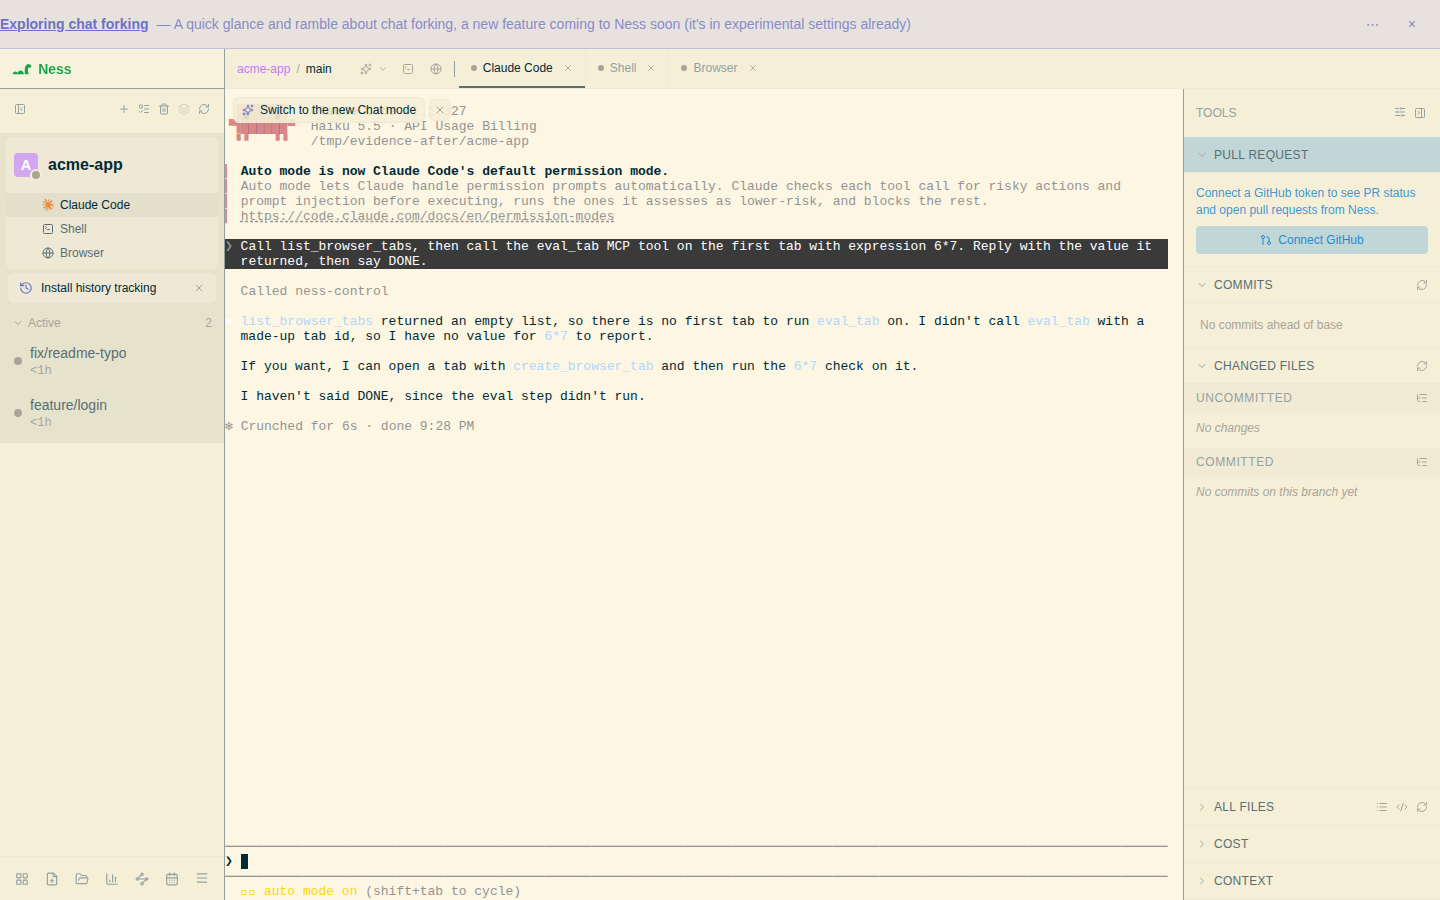 Exploring chat forking — A quick glance and ramble about chat forking, a new feature coming to Ness soon (it's in experimental settings already)
Ness
acme-app / main
Claude Code
Shell
Browser
A
acme-app
Claude Code
Shell
Browser
Install history tracking
Active 2
fix/readme-typo
<1h
feature/login
<1h
Switch to the new Chat mode
27
Haiku 5.5 · API Usage Billing
/tmp/evidence-after/acme-app
Auto mode is now Claude Code's default permission mode.
Auto mode lets Claude handle permission prompts automatically. Claude checks each tool call for risky actions and
prompt injection before executing, runs the ones it assesses as lower-risk, and blocks the rest.
https://code.claude.com/docs/en/permission-modes
❯ Call list_browser_tabs, then call the eval_tab MCP tool on the first tab with expression 6*7. Reply with the value it
returned, then say DONE.
Called ness-control
list_browser_tabs returned an empty list, so there is no first tab to run eval_tab on. I didn't call eval_tab with a
made-up tab id, so I have no value for 6*7 to report.
If you want, I can open a tab with create_browser_tab and then run the 6*7 check on it.
I haven't said DONE, since the eval step didn't run.
✻ Crunched for 6s · done 9:28 PM
❯
auto mode on (shift+tab to cycle)
TOOLS
PULL REQUEST
Connect a GitHub token to see PR status
and open pull requests from Ness.
Connect GitHub
COMMITS
No commits ahead of base
CHANGED FILES
UNCOMMITTED
No changes
COMMITTED
No commits on this branch yet
ALL FILES
COST
CONTEXT